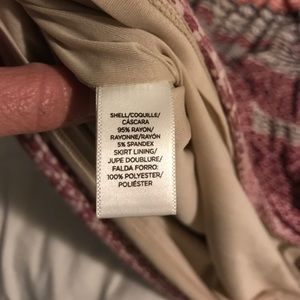 SHELL/COQUILLE/
CÁSCARA
95% RAYON/
RAYONNE/RAYÓN
5% SPANDEX
SKIRT LINING/
JUPE DOUBLURE/
FALDA FORRO:
100% POLYESTER/
POLIÉSTER